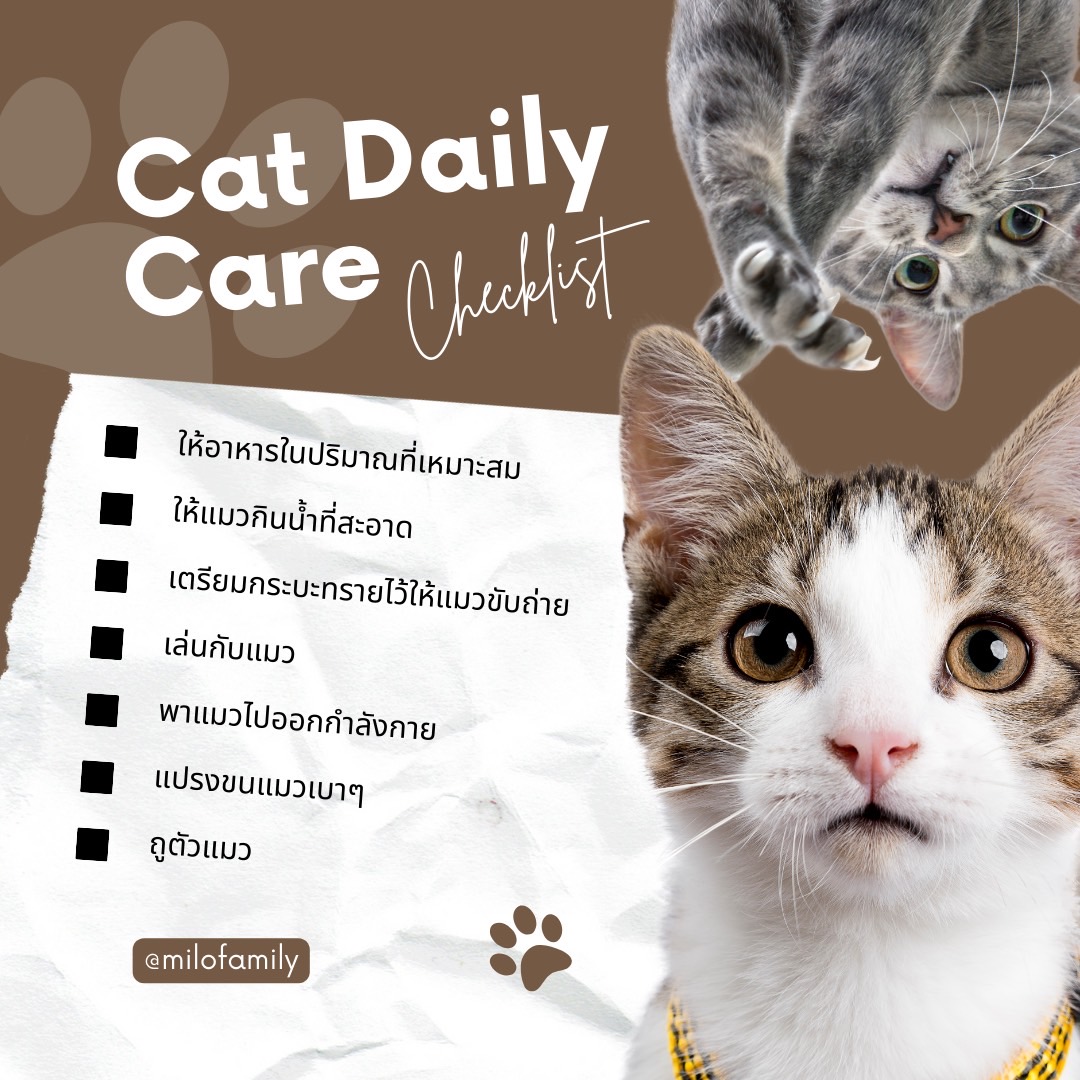 Cat Daily
Care Checklist
ให้อาหารในปริมาณที่เหมาะสม
ให้แมวกินน้ำที่สะอาด
เตรียมกระบะทรายไว้ให้แมวขับถ่าย
เล่นกับแมว
พาแมวไปออกกำลังกาย
แปรงขนแมวเบาๆ
ถูตัวแมว
@milofamily